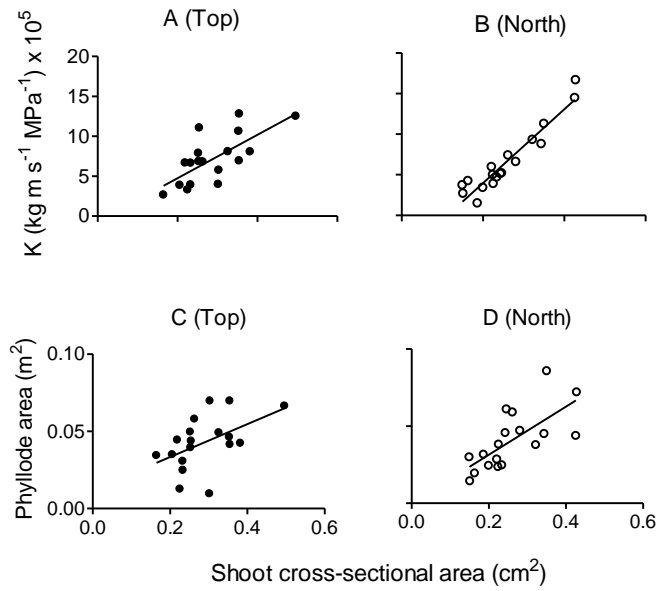 A (Top)
B (North)
K (kg m s⁻¹ MPa⁻¹) x 10⁵
20
15
10
5
0
C (Top)
D (North)
Phyllode area (m²)
0.10
0.05
0.00
0.0 0.2 0.4 0.6
0.0 0.2 0.4 0.6
Shoot cross-sectional area (cm²)